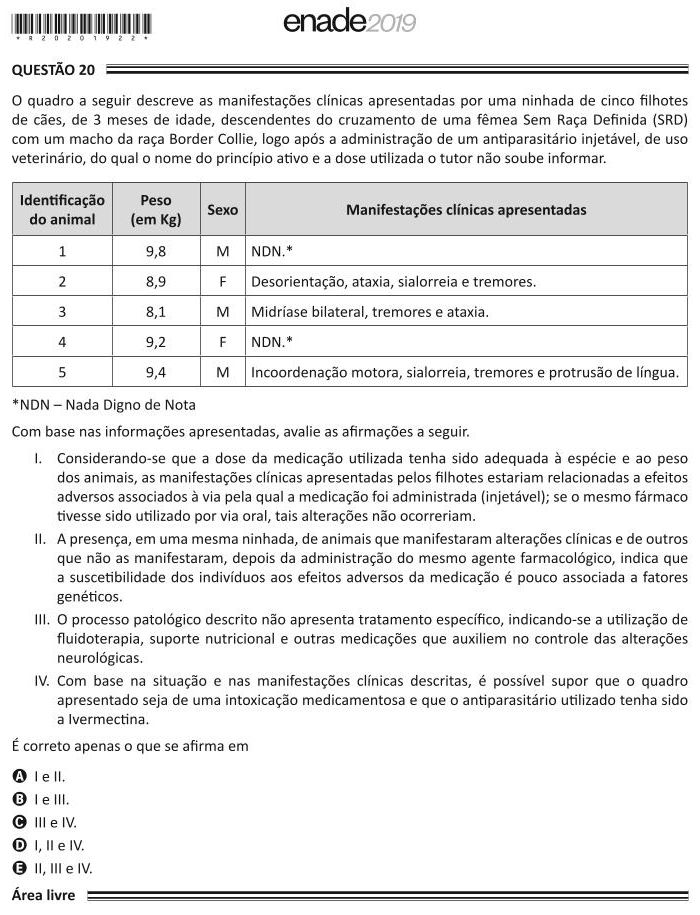 enade2019
*R20201922*
QUESTÃO 20
O quadro a seguir descreve as manifestações clínicas apresentadas por uma ninhada de cinco filhotes
de cães, de 3 meses de idade, descendentes do cruzamento de uma fêmea Sem Raça Definida (SRD)
com um macho da raça Border Collie, logo após a administração de um antiparasitário injetável, de uso
veterinário, do qual o nome do princípio ativo e a dose utilizada o tutor não soube informar.
Identificação do animal Peso (em Kg) Sexo Manifestações clínicas apresentadas
1 9,8 M NDN.*
2 8,9 F Desorientação, ataxia, sialorreia e tremores.
3 8,1 M Midríase bilateral, tremores e ataxia.
4 9,2 F NDN.*
5 9,4 M Incoordenação motora, sialorreia, tremores e protrusão de língua.
*NDN – Nada Digno de Nota
Com base nas informações apresentadas, avalie as afirmações a seguir.
I. Considerando-se que a dose da medicação utilizada tenha sido adequada à espécie e ao peso
dos animais, as manifestações clínicas apresentadas pelos filhotes estariam relacionadas a efeitos
adversos associados à via pela qual a medicação foi administrada (injetável); se o mesmo fármaco
tivesse sido utilizado por via oral, tais alterações não ocorreriam.
II. A presença, em uma mesma ninhada, de animais que manifestaram alterações clínicas e de outros
que não as manifestaram, depois da administração do mesmo agente farmacológico, indica que
a suscetibilidade dos indivíduos aos efeitos adversos da medicação é pouco associada a fatores
genéticos.
III. O processo patológico descrito não apresenta tratamento específico, indicando-se a utilização de
fluidoterapia, suporte nutricional e outras medicações que auxiliem no controle das alterações
neurológicas.
IV. Com base na situação e nas manifestações clínicas descritas, é possível supor que o quadro
apresentado seja de uma intoxicação medicamentosa e que o antiparasitário utilizado tenha sido
a Ivermectina.
É correto apenas o que se afirma em
A I e II.
B I e III.
C III e IV.
D I, II e IV.
E II, III e IV.
Área livre